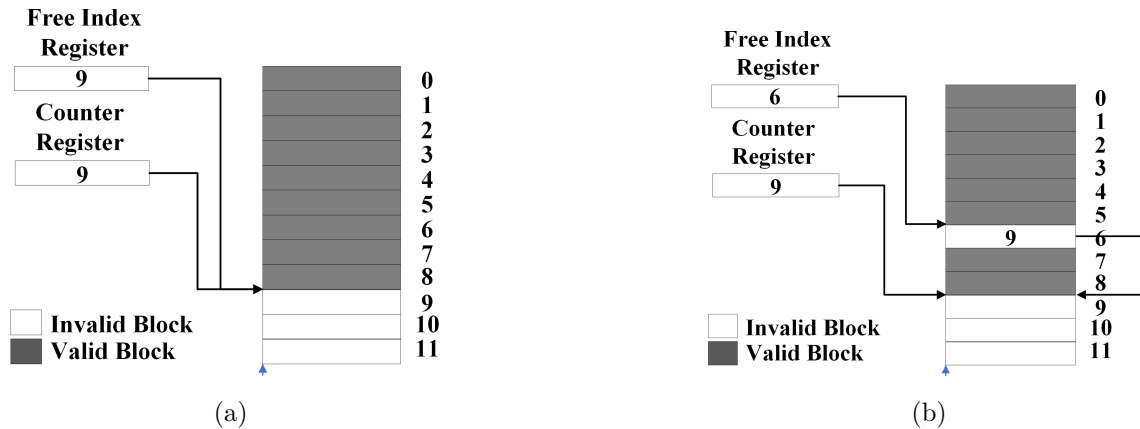 Free Index
Register
9
Counter
Register
9
0
1
2
3
4
5
6
7
8
9
10
11
Invalid Block
Valid Block
(a)
Free Index
Register
6
Counter
Register
9
9
0
1
2
3
4
5
6
7
8
9
10
11
Invalid Block
Valid Block
(b)